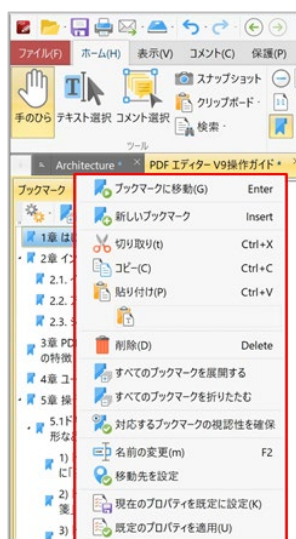 ファイル(F) ホーム(H) 表示(V) コメント(C) 保護(P)
手のひら テキスト選択 コメント選択
スナップショット
クリップボード
検索
ツール
Architecture * × PDF エディター V9操作ガイド *
ブックマーク
1章
2章
2.1.
2.2.
2.3.
3章
の特徴
4章
5章
5.1
形な
1)
に「
2)
3)
ブックマークに移動(G) Enter
新しいブックマーク Insert
切り取り(t) Ctrl+X
コピー(C) Ctrl+C
貼り付け(P) Ctrl+V
削除(D) Delete
すべてのブックマークを展開する
すべてのブックマークを折りたたむ
対応するブックマークの視認性を確保
名前の変更(m) F2
移動先を設定
現在のプロパティを既定に設定(K)
既定のプロパティを適用(U)